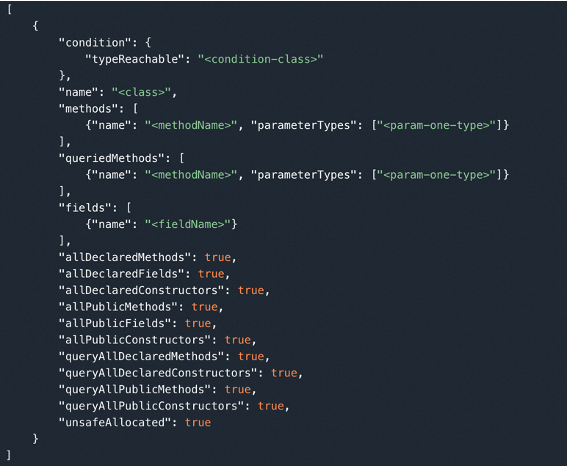 [
    {
        "condition": {
            "typeReachable": "<condition-class>"
        },
        "name": "<class>",
        "methods": [
            {"name": "<methodName>", "parameterTypes": ["<param-one-type>"]}
        ],
        "queriedMethods": [
            {"name": "<methodName>", "parameterTypes": ["<param-one-type>"]}
        ],
        "fields": [
            {"name": "<fieldName>"}
        ],
        "allDeclaredMethods": true,
        "allDeclaredFields": true,
        "allDeclaredConstructors": true,
        "allPublicMethods": true,
        "allPublicFields": true,
        "allPublicConstructors": true,
        "queryAllDeclaredMethods": true,
        "queryAllDeclaredConstructors": true,
        "queryAllPublicMethods": true,
        "queryAllPublicConstructors": true,
        "unsafeAllocated": true
    }
]